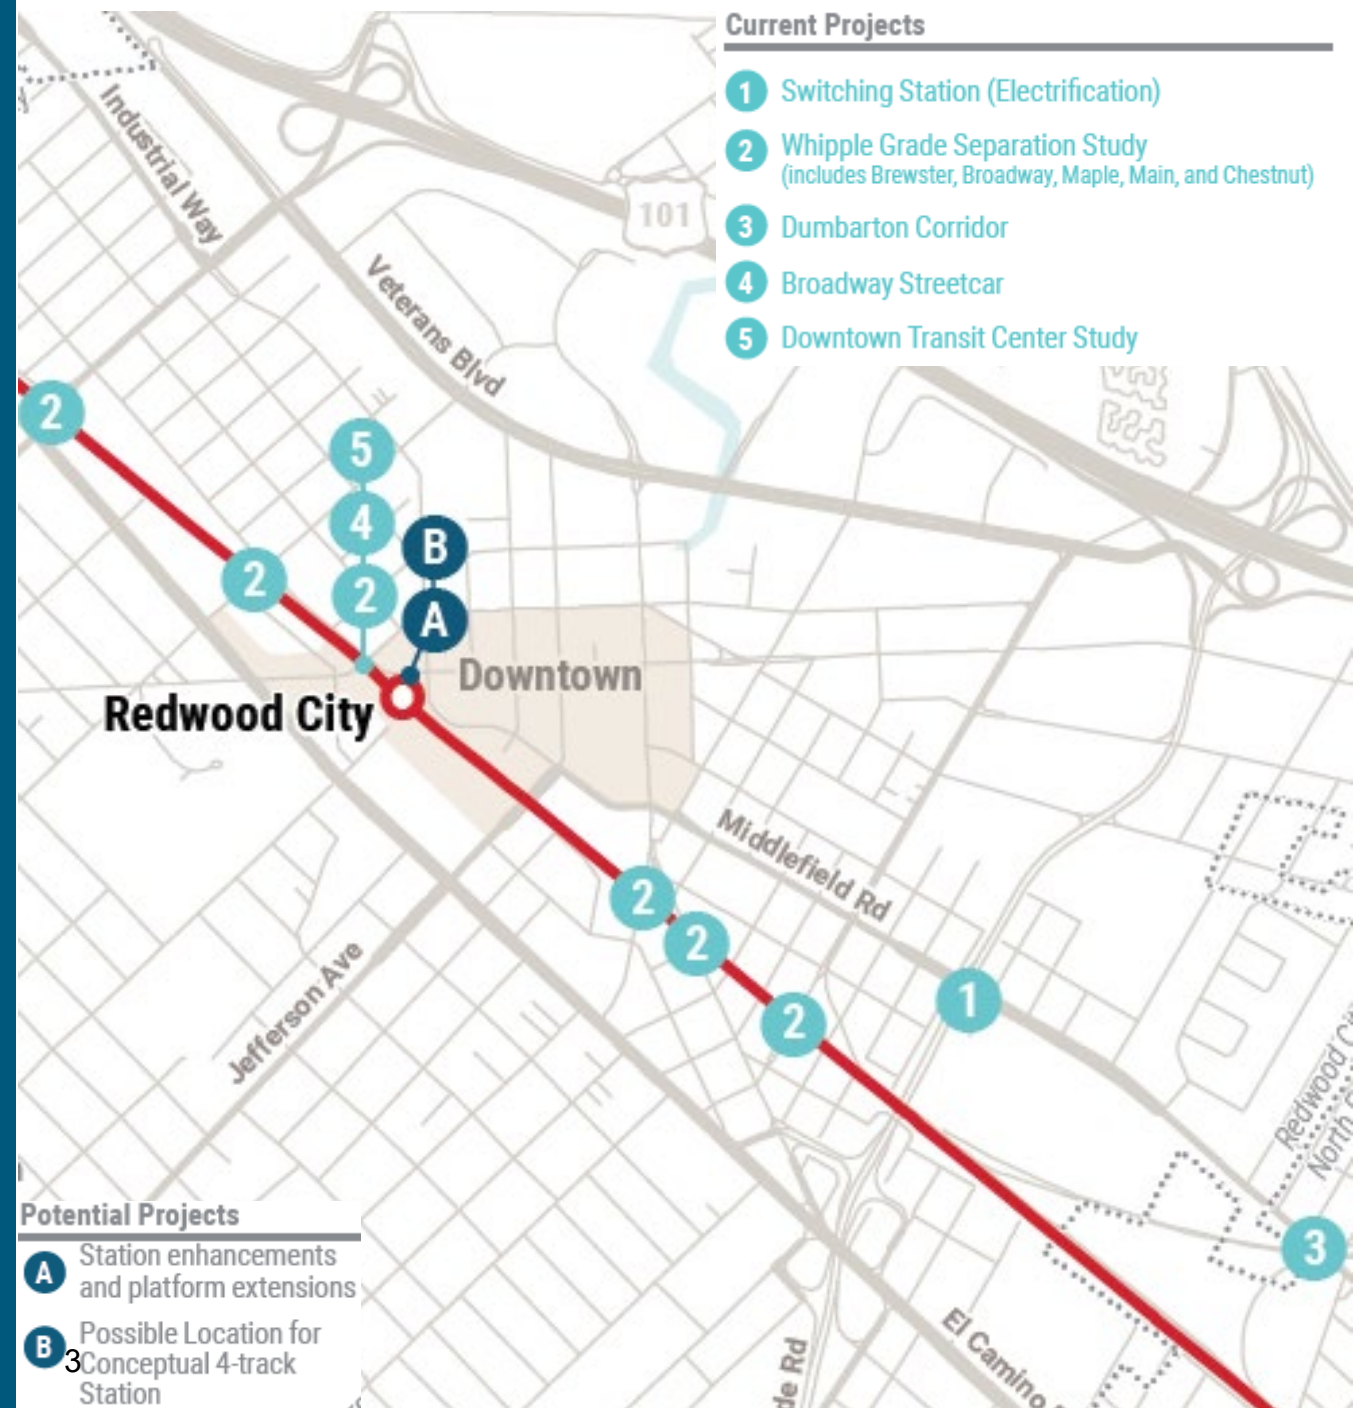 Current Projects
1 Switching Station (Electrification)
2 Whipple Grade Separation Study
(includes Brewster, Broadway, Maple, Main, and Chestnut)
3 Dumbarton Corridor
4 Broadway Streetcar
5 Downtown Transit Center Study
Industrial Way
101
Veterans Blvd
2
5
4
B
2
2
A
Downtown
Redwood City
Middlefield Rd
2
2
1
2
Jefferson Ave
Redwood
North
3
El Camino
Rd
Potential Projects
A Station enhancements
and platform extensions
B Possible Location for
3 Conceptual 4-track
Station